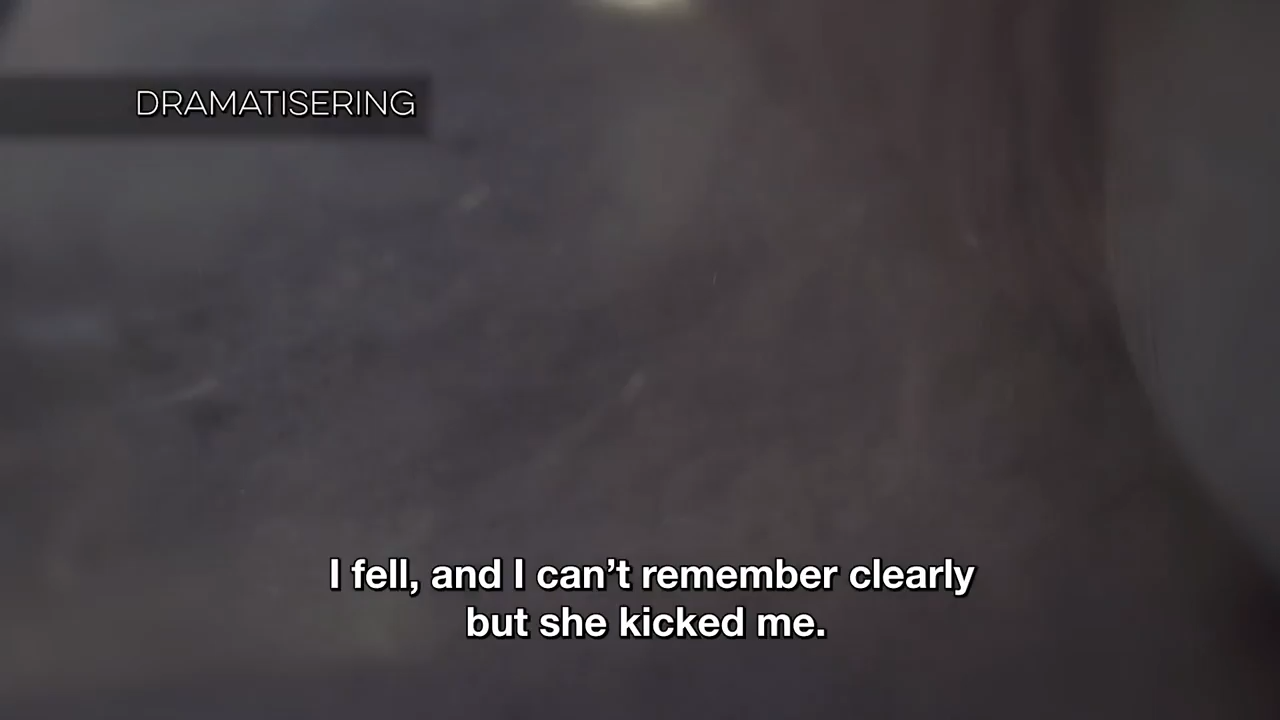 DRAMATISERING
I fell, and I can’t remember clearly
but she kicked me.